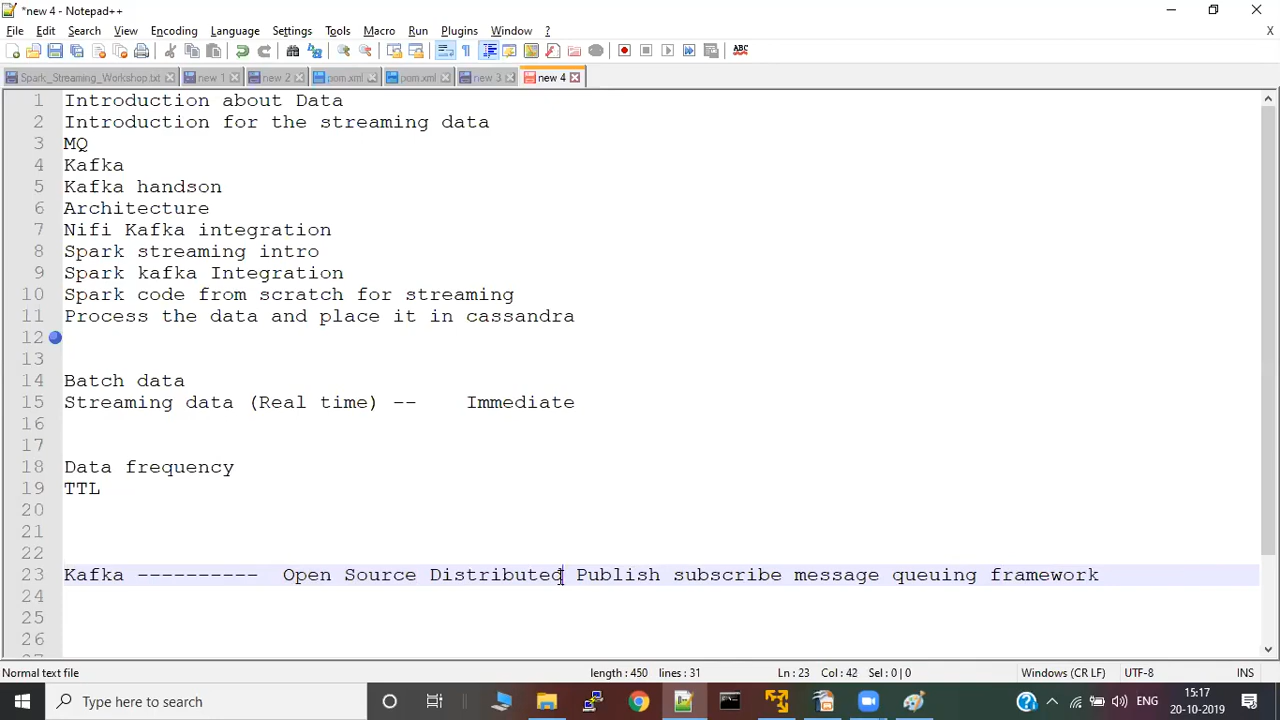 *new 4 - Notepad++
File Edit Search View Encoding Language Settings Tools Macro Run Plugins Window ?
X
ABC
Spark_Streaming_Workshop.txt new 1 new 2 pom.xml pom.xml new 3 new 4
1 Introduction about Data
2 Introduction for the streaming data
3 MQ
4 Kafka
5 Kafka handson
6 Architecture
7 Nifi Kafka integration
8 Spark streaming intro
9 Spark kafka Integration
10 Spark code from scratch for streaming
11 Process the data and place it in cassandra
12
13
14 Batch data
15 Streaming data (Real time) -- Immediate
16
17
18 Data frequency
19 TTL
20
21
22
23 Kafka ---------- Open Source Distributed Publish subscribe message queuing framework
24
25
26
27
Normal text file length : 450 lines : 31 Ln : 23 Col : 42 Sel : 0 | 0 Windows (CR LF) UTF-8 INS
Type here to search
ENG
15:17
20-10-2019